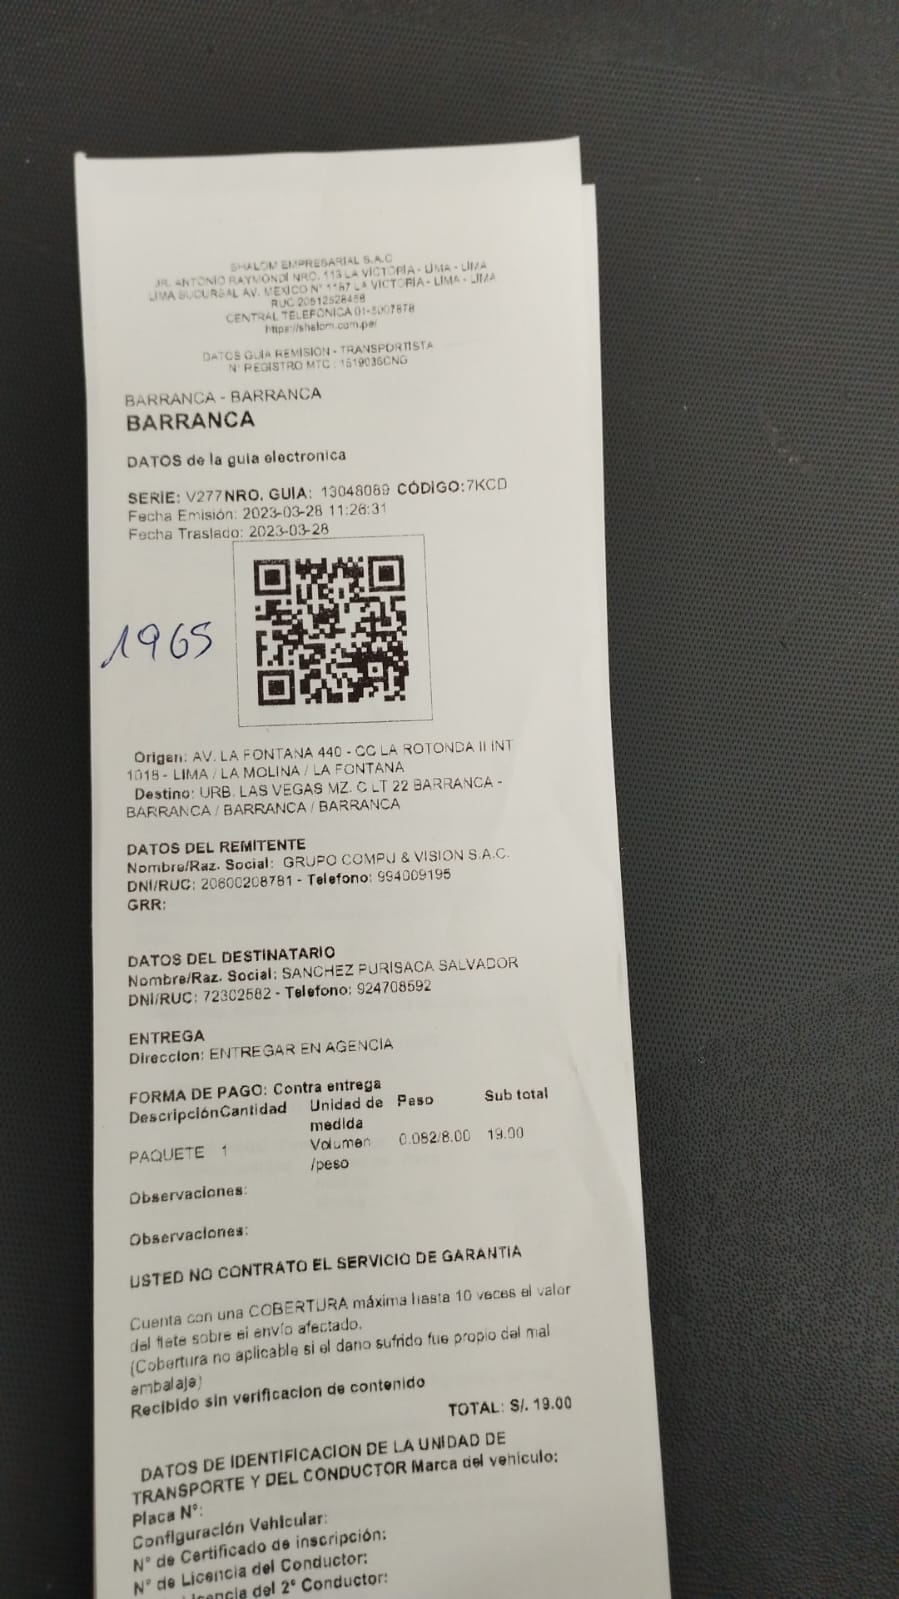 SHALOM EMPRESARIAL S.A.C
JR. ANTONIO RAYMONDI NRO. 113 LA VICTORIA - LIMA - LIMA
LIMA SUCURSAL AV. MEXICO N° 1187 LA VICTORIA - LIMA - LIMA
RUC 20512528458
CENTRAL TELEFÓNICA 01-5007878
https://shalom.com.pe/
DATOS GUIA REMISION - TRANSPORTISTA
N° REGISTRO MTC : 1519036CNG
BARRANCA - BARRANCA
BARRANCA
DATOS de la guia electronica
SERIE: V277 NRO. GUIA: 13048089 CÓDIGO:7KCD
Fecha Emisión: 2023-03-28 11:26:31
Fecha Traslado: 2023-03-28
1965
Origen: AV. LA FONTANA 440 - CC LA ROTONDA II INT
1018 - LIMA / LA MOLINA / LA FONTANA
Destino: URB. LAS VEGAS MZ. C LT 22 BARRANCA -
BARRANCA / BARRANCA / BARRANCA
DATOS DEL REMITENTE
Nombre/Raz. Social: GRUPO COMPU & VISION S.A.C.
DNI/RUC: 20600208781 - Telefono: 994009195
GRR:
DATOS DEL DESTINATARIO
Nombre/Raz. Social: SANCHEZ PURISACA SALVADOR
DNI/RUC: 72302582 - Telefono: 924708592
ENTREGA
Direccion: ENTREGAR EN AGENCIA
FORMA DE PAGO: Contra entrega
Descripción Cantidad Unidad de medida Peso Sub total
PAQUETE 1 Volumen /peso 0.082/8.00 19.00
Observaciones:
Observaciones:
USTED NO CONTRATO EL SERVICIO DE GARANTIA
Cuenta con una COBERTURA máxima hasta 10 veces el valor
del flete sobre el envío afectado.
(Cobertura no aplicable si el dano sufrido fue propio del mal
embalaje)
Recibido sin verificacion de contenido
TOTAL: S/. 19.00
DATOS DE IDENTIFICACION DE LA UNIDAD DE
TRANSPORTE Y DEL CONDUCTOR Marca del vehiculo:
Placa N°:
Configuración Vehicular:
N° de Certificado de inscripción:
N° de Licencia del Conductor:
Licencia del 2° Conductor: